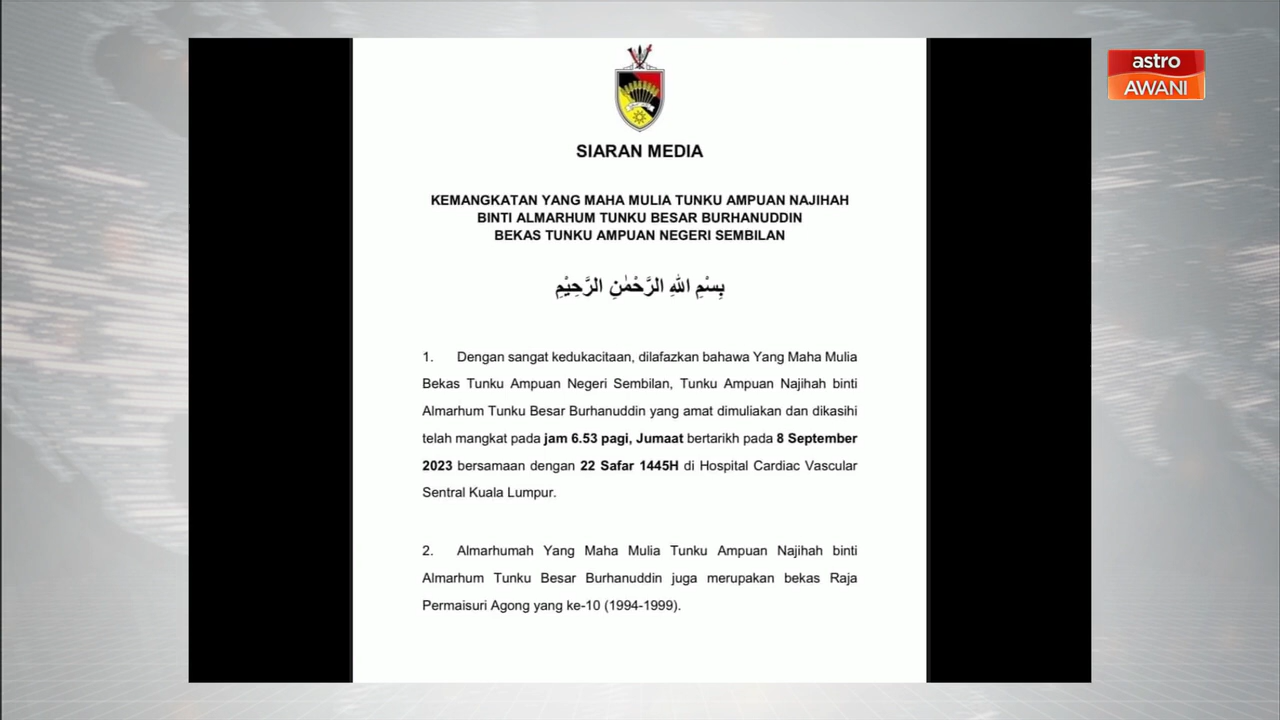 astro
AWANI
SIARAN MEDIA
KEMANGKATAN YANG MAHA MULIA TUNKU AMPUAN NAJIHAH
BINTI ALMARHUM TUNKU BESAR BURHANUDDIN
BEKAS TUNKU AMPUAN NEGERI SEMBILAN
بِسْمِ اللهِ الرَّحْمٰنِ الرَّحِيْمِ
1. Dengan sangat kedukacitaan, dilafazkan bahawa Yang Maha Mulia
Bekas Tunku Ampuan Negeri Sembilan, Tunku Ampuan Najihah binti
Almarhum Tunku Besar Burhanuddin yang amat dimuliakan dan dikasihi
telah mangkat pada jam 6.53 pagi, Jumaat bertarikh pada 8 September
2023 bersamaan dengan 22 Safar 1445H di Hospital Cardiac Vascular
Sentral Kuala Lumpur.
2. Almarhumah Yang Maha Mulia Tunku Ampuan Najihah binti
Almarhum Tunku Besar Burhanuddin juga merupakan bekas Raja
Permaisuri Agong yang ke-10 (1994-1999).